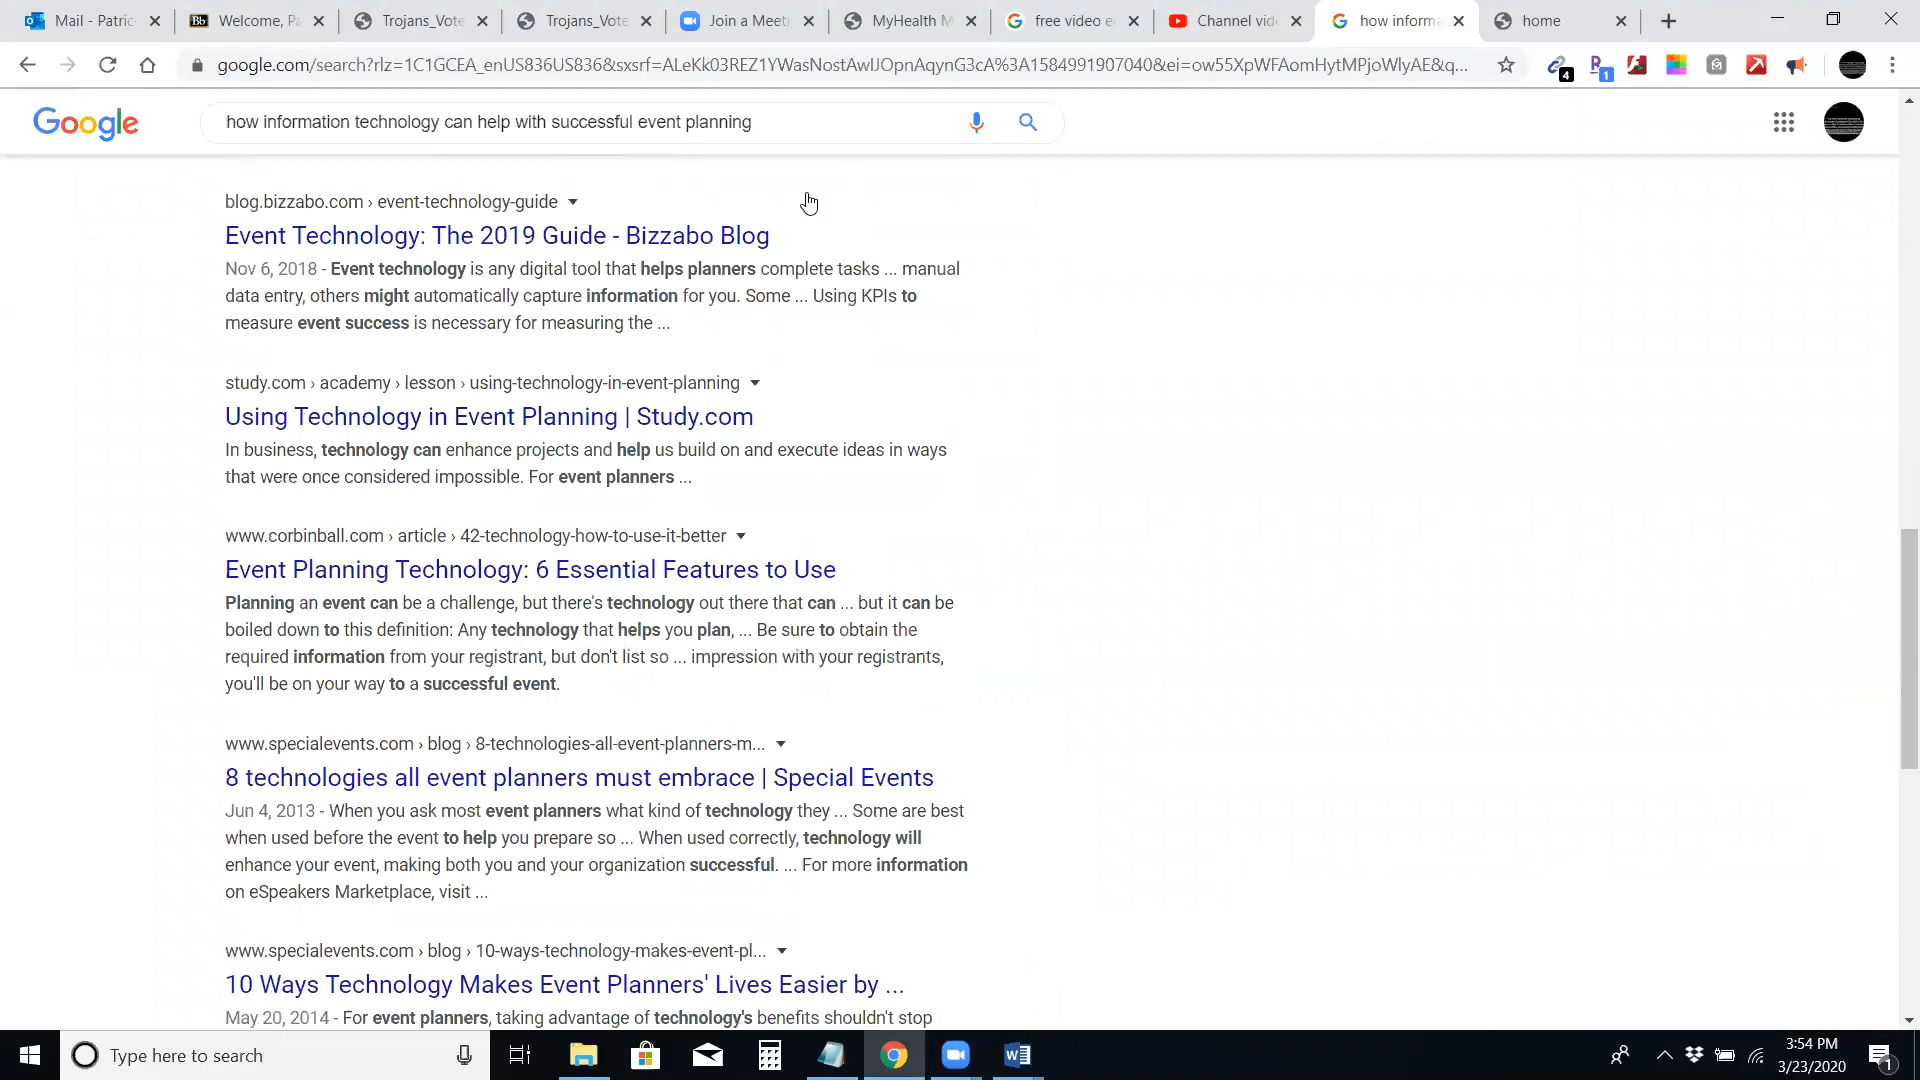 Mail - Patric
Welcome, Pa
Trojans_Vote
Trojans_Vote
Join a Meeti
MyHealth M
free video e
Channel vid
how informa
home
google.com/search?rlz=1C1GCEA_enUS836US836&sxsrf=ALeKk03REZ1YWasNostAwIJOpnAqynG3cA%3A1584991907040&ei=ow55XpWFAomHytMPjoWlyAE&q...
4
1
Google
how information technology can help with successful event planning
blog.bizzabo.com › event-technology-guide
Event Technology: The 2019 Guide - Bizzabo Blog
Nov 6, 2018 - Event technology is any digital tool that helps planners complete tasks ... manual
data entry, others might automatically capture information for you. Some ... Using KPIs to
measure event success is necessary for measuring the ...
study.com › academy › lesson › using-technology-in-event-planning
Using Technology in Event Planning | Study.com
In business, technology can enhance projects and help us build on and execute ideas in ways
that were once considered impossible. For event planners ...
www.corbinball.com › article › 42-technology-how-to-use-it-better
Event Planning Technology: 6 Essential Features to Use
Planning an event can be a challenge, but there's technology out there that can ... but it can be
boiled down to this definition: Any technology that helps you plan, ... Be sure to obtain the
required information from your registrant, but don't list so ... impression with your registrants,
you'll be on your way to a successful event.
www.specialevents.com › blog › 8-technologies-all-event-planners-m...
8 technologies all event planners must embrace | Special Events
Jun 4, 2013 - When you ask most event planners what kind of technology they ... Some are best
when used before the event to help you prepare so ... When used correctly, technology will
enhance your event, making both you and your organization successful. ... For more information
on eSpeakers Marketplace, visit ...
www.specialevents.com › blog › 10-ways-technology-makes-event-pl...
10 Ways Technology Makes Event Planners' Lives Easier by ...
May 20, 2014 - For event planners, taking advantage of technology's benefits shouldn't stop
Type here to search
3:54 PM
3/23/2020
1